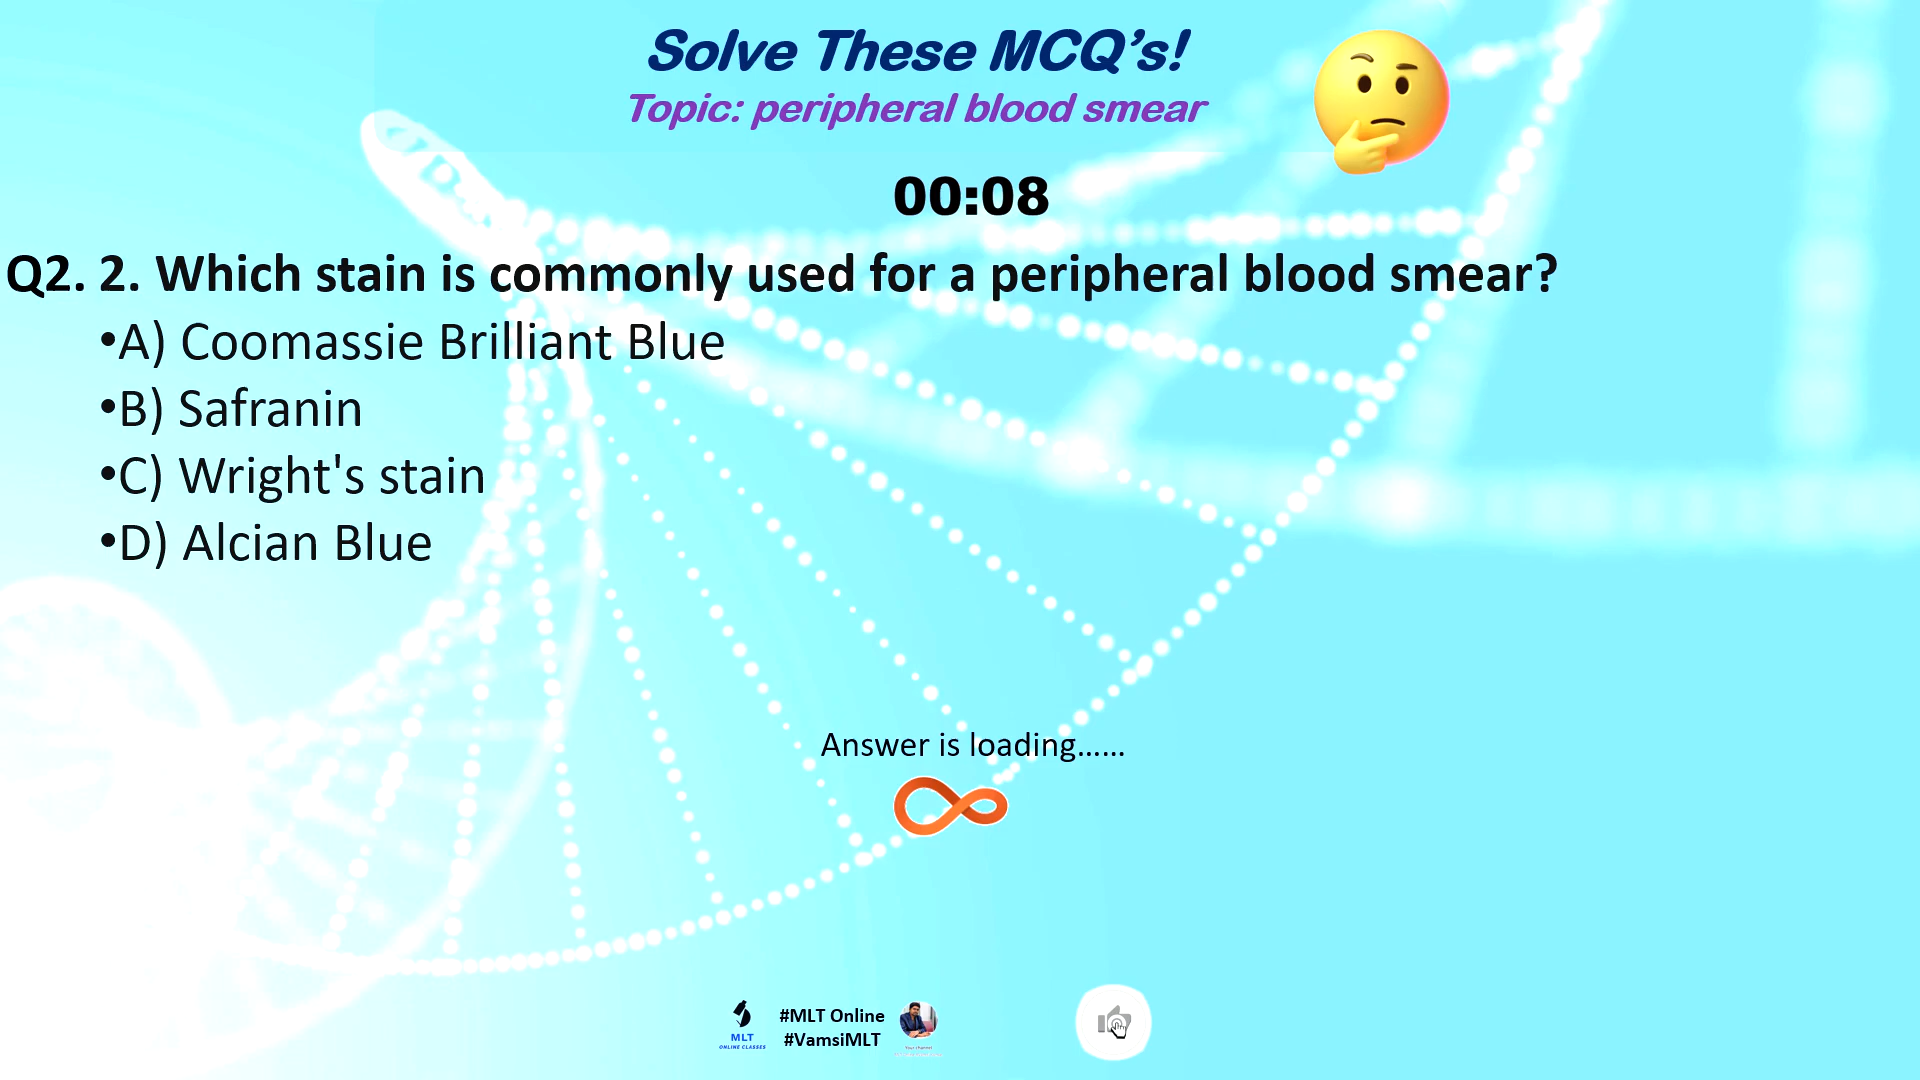 Solve These MCQ’s!
Topic: peripheral blood smear
00:08
Q2. 2. Which stain is commonly used for a peripheral blood smear?
•A) Coomassie Brilliant Blue
•B) Safranin
•C) Wright's stain
•D) Alcian Blue
Answer is loading......
#MLT Online
#VamsiMLT
MLT
ONLINE CLASSES